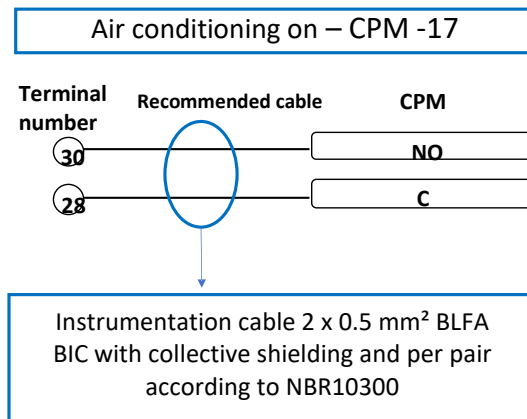 Air conditioning on – CPM -17
Terminal number
Recommended cable
CPM
30
NO
28
C
Instrumentation cable 2 x 0.5 mm² BLFA
BIC with collective shielding and per pair
according to NBR10300